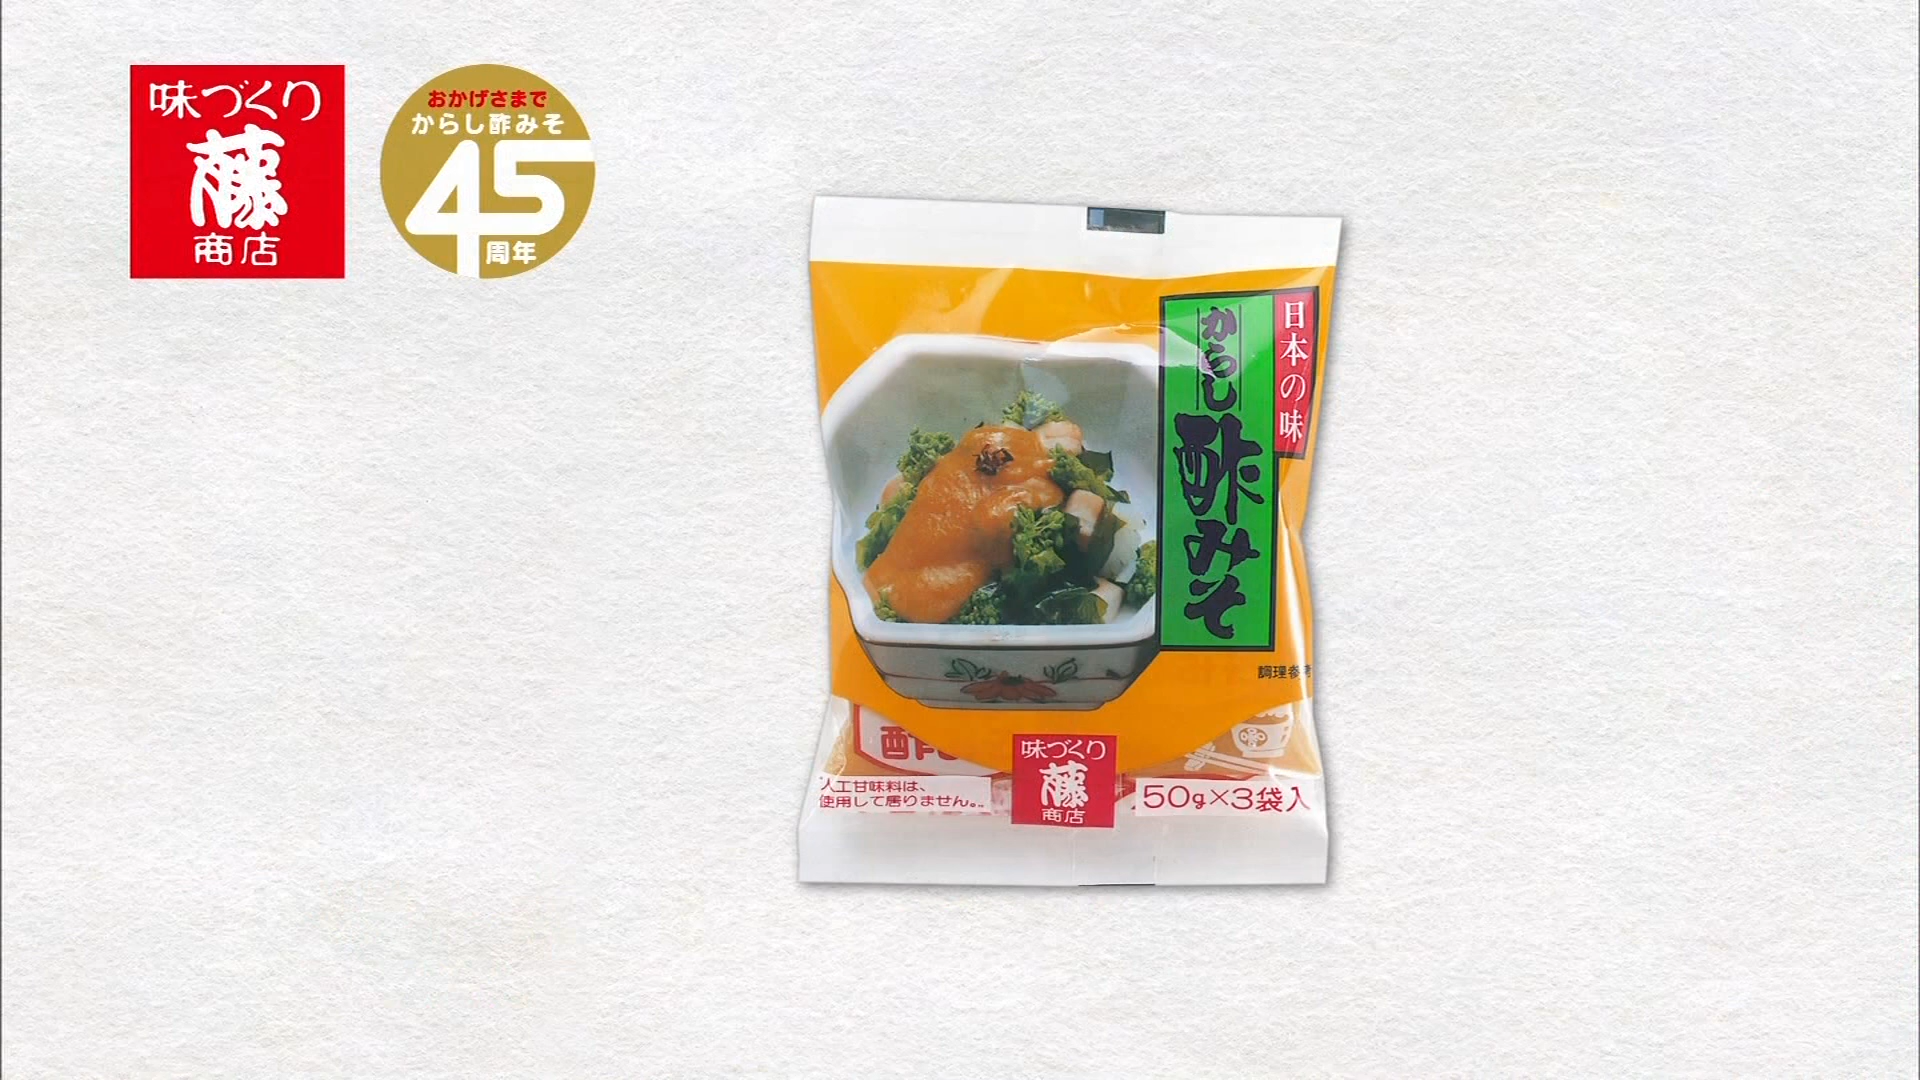 味づくり
藤
商店
おかげさまで
からし酢みそ
45
周年
日本の味
からし
酢みそ
調理参考
酢
人工甘味料は、
使用して居りません。
味づくり
藤
商店
50g×3袋入